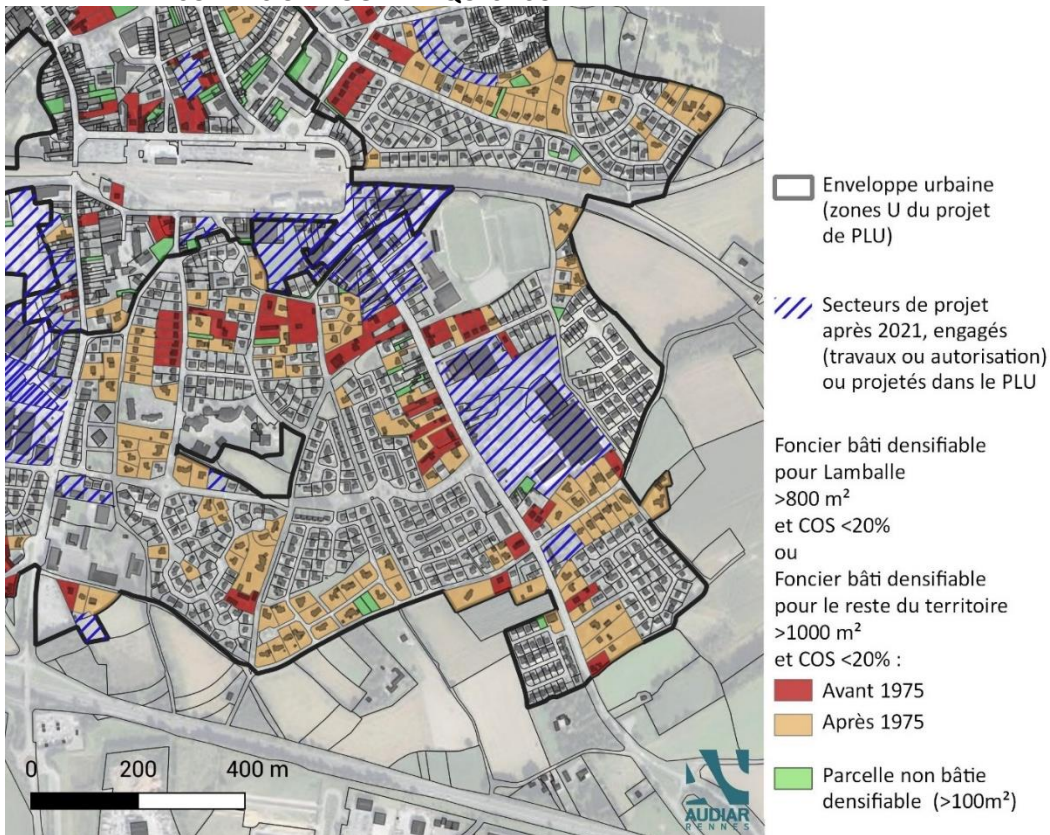 Enveloppe urbaine
(zones U du projet
de PLU)
Secteurs de projet
après 2021, engagés
(travaux ou autorisation)
ou projetés dans le PLU
Foncier bâti densifiable
pour Lamballe
>800 m²
et COS <20%
ou
Foncier bâti densifiable
pour le reste du territoire
>1000 m²
et COS <20% :
Avant 1975
Après 1975
Parcelle non bâtie
densifiable (>100m²)
0 200 400 m
AUDIAR
RENNES